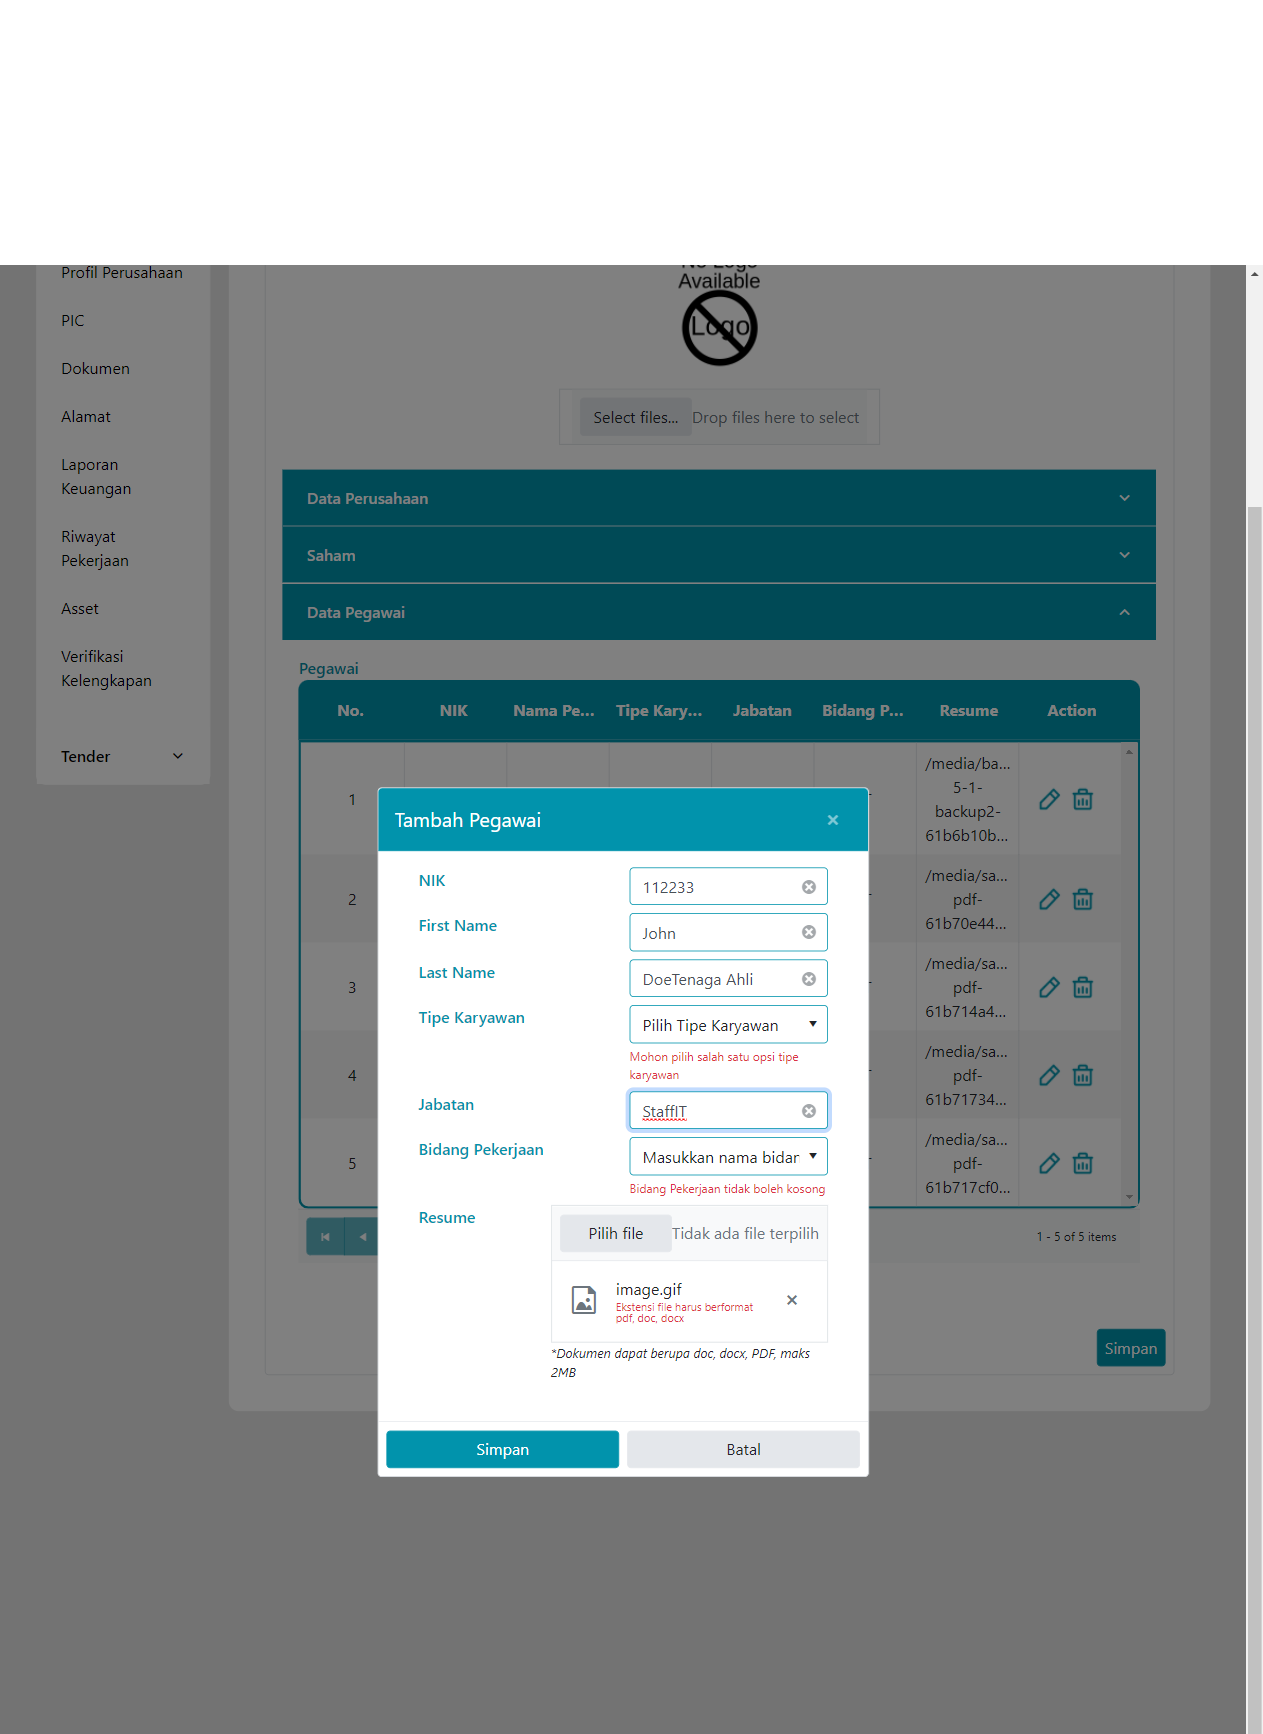 Profil Perusahaan
PIC
Dokumen
Alamat
Laporan
Keuangan
Riwayat
Pekerjaan
Asset
Verifikasi
Kelengkapan
Tender
Available
Logo
Select files...
Drop files here to select
Data Perusahaan
Saham
Data Pegawai
Pegawai
No. NIK Nama Pe... Tipe Kary... Jabatan Bidang P... Resume Action
1
/media/ba...
5-1-
backup2-
61b6b10b...
2
/media/sa...
pdf-
61b70e44...
3
/media/sa...
pdf-
61b714a4...
4
/media/sa...
pdf-
61b71734...
5
/media/sa...
pdf-
61b717cf0...
1 - 5 of 5 items
Simpan
Tambah Pegawai
NIK
112233
First Name
John
Last Name
DoeTenaga Ahli
Tipe Karyawan
Pilih Tipe Karyawan
Mohon pilih salah satu opsi tipe
karyawan
Jabatan
StaffIT
Bidang Pekerjaan
Masukkan nama bidar
Bidang Pekerjaan tidak boleh kosong
Resume
Pilih file
Tidak ada file terpilih
image.gif
Ekstensi file harus berformat
pdf, doc, docx
*Dokumen dapat berupa doc, docx, PDF, maks
2MB
Simpan
Batal